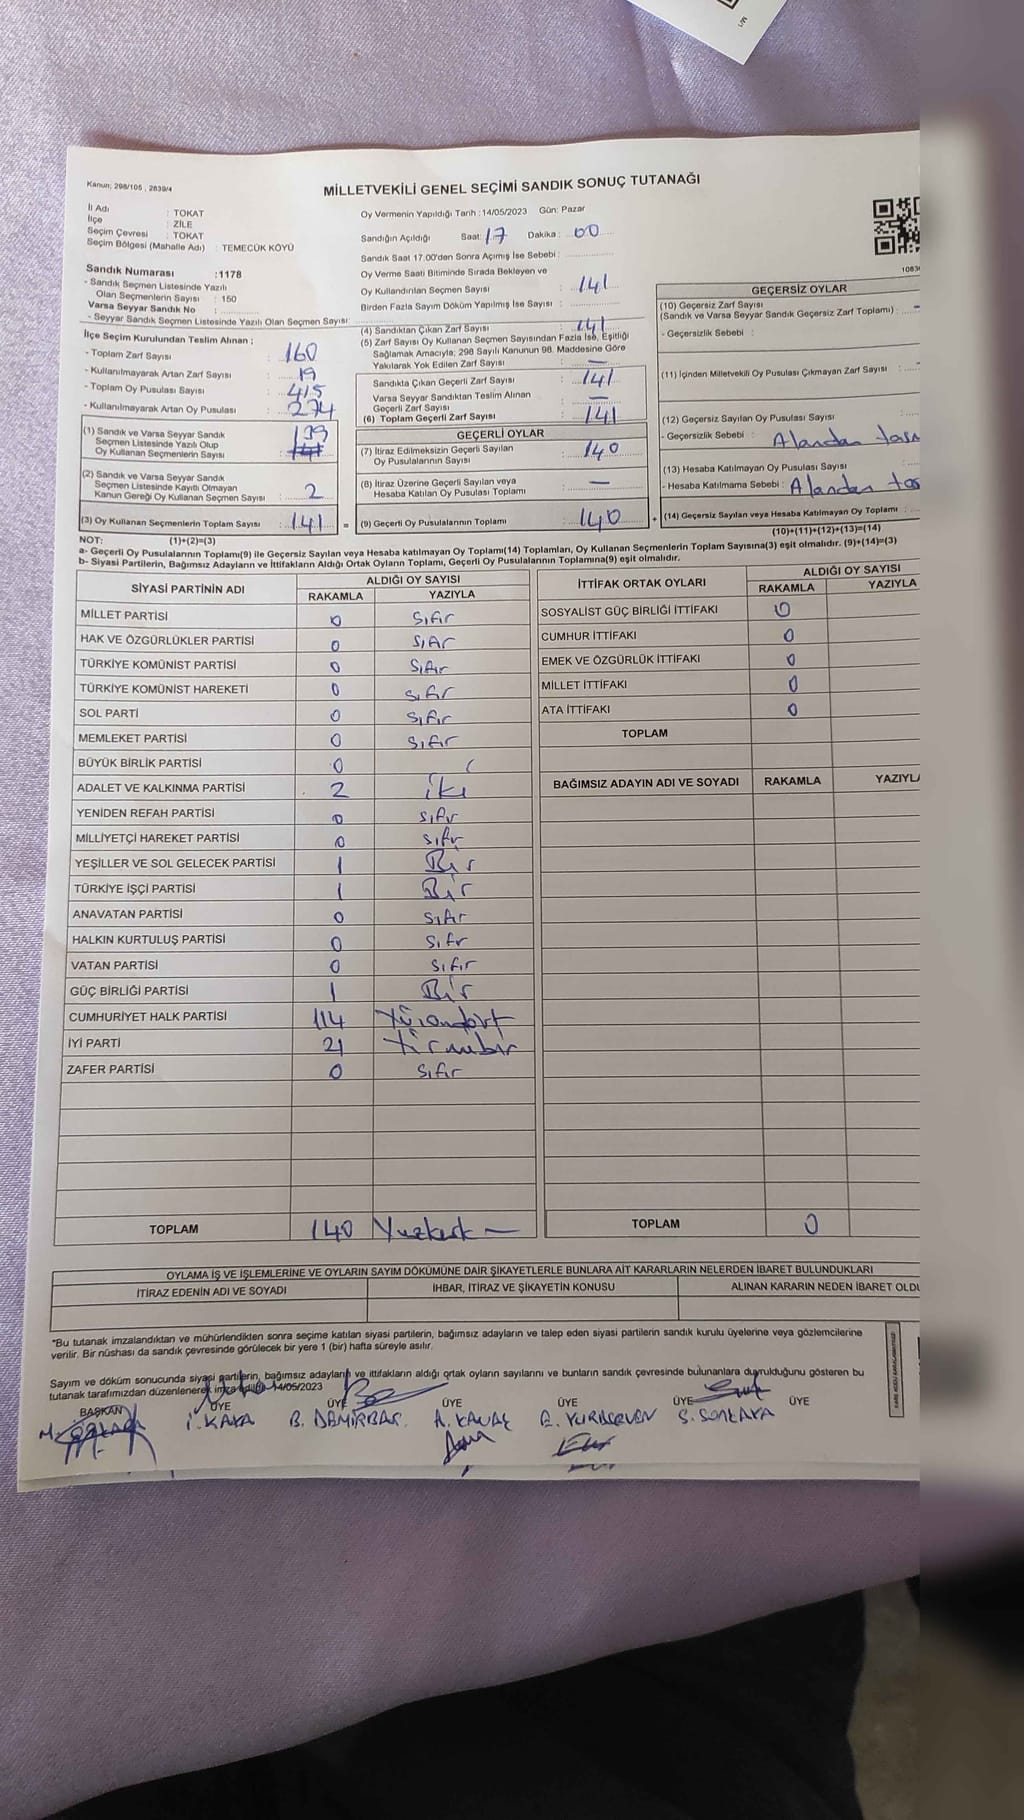 M/1
Kanun; 298/105 , 2839/4
MİLLETVEKİLİ GENEL SEÇİMİ SANDIK SONUÇ TUTANAĞI
İl Adı : TOKAT
İlçe : ZİLE
Seçim Çevresi : TOKAT
Seçim Bölgesi (Mahalle Adı) : TEMECÜK KÖYÜ
Oy Vermenin Yapıldığı Tarih : 14/05/2023 Gün: Pazar
Sandığın Açıldığı Saat: 17 Dakika : 00
Sandık Saat 17.00'den Sonra Açımış İse Sebebi :
Oy Verme Saati Bitiminde Sırada Bekleyen ve
Oy Kullandırılan Seçmen Sayısı : 141
Birden Fazla Sayım Döküm Yapılmış İse Sayısı :
Sandık Numarası :1178
- Sandık Seçmen Listesinde Yazılı
Olan Seçmenlerin Sayısı : 150
Varsa Seyyar Sandık No :
- Seyyar Sandık Seçmen Listesinde Yazılı Olan Seçmen Sayısı:
İlçe Seçim Kurulundan Teslim Alınan ;
- Toplam Zarf Sayısı : 160
- Kullanılmayarak Artan Zarf Sayısı : 19
- Toplam Oy Pusulası Sayısı : 415
- Kullanılmayarak Artan Oy Pusulası : 274
(1) Sandık ve Varsa Seyyar Sandık
Seçmen Listesinde Yazılı Olup
Oy Kullanan Seçmenlerin Sayısı : 139
(2) Sandık ve Varsa Seyyar Sandık
Seçmen Listesinde Kayıtlı Olmayan
Kanun Gereği Oy Kullanan Seçmen Sayısı : 2
(3) Oy Kullanan Seçmenlerin Toplam Sayısı : 141 =
(4) Sandıktan Çıkan Zarf Sayısı : 141
(5) Zarf Sayısı Oy Kullanan Seçmen Sayısından Fazla İse, Eşitliği
Sağlamak Amacıyla; 298 Sayılı Kanunun 98. Maddesine Göre
Yakılarak Yok Edilen Zarf Sayısı : —
Sandıkta Çıkan Geçerli Zarf Sayısı : 141
Varsa Seyyar Sandıktan Teslim Alınan
Geçerli Zarf Sayısı : —
(6) Toplam Geçerli Zarf Sayısı : 141
GEÇERLİ OYLAR
(7) İtiraz Edilmeksizin Geçerli Sayılan
Oy Pusulalarının Sayısı : 140
(8) İtiraz Üzerine Geçerli Sayılan veya
Hesaba Katılan Oy Pusulası Toplamı : —
(9) Geçerli Oy Pusulalarının Toplamı : 140 +
1083
GEÇERSİZ OYLAR
(10) Geçersiz Zarf Sayısı
(Sandık ve Varsa Seyyar Sandık Geçersiz Zarf Toplamı) :
- Geçersizlik Sebebi :
(11) İçinden Milletvekili Oy Pusulası Çıkmayan Zarf Sayısı :
(12) Geçersiz Sayılan Oy Pusulası Sayısı :
- Geçersizlik Sebebi : Alandan taşm
(13) Hesaba Katılmayan Oy Pusulası Sayısı :
- Hesaba Katılmama Sebebi : Alandan taş
(14) Geçersiz Sayılan veya Hesaba Katılmayan Oy Toplamı :
(10)+(11)+(12)+(13)=(14)
NOT: (1)+(2)=(3)
a- Geçerli Oy Pusulalarının Toplamı(9) ile Geçersiz Sayılan veya Hesaba katılmayan Oy Toplamı(14) Toplamları, Oy Kullanan Seçmenlerin Toplam Sayısına(3) eşit olmalıdır. (9)+(14)=(3)
b- Siyasi Partilerin, Bağımsız Adayların ve İttifakların Aldığı Ortak Oyların Toplamı, Geçerli Oy Pusulalarının Toplamına(9) eşit olmalıdır.
SİYASİ PARTİNİN ADI ALDIĞI OY SAYISI
RAKAMLA YAZIYLA
MİLLET PARTİSİ 0 Sıfır
HAK VE ÖZGÜRLÜKLER PARTİSİ 0 Sıfır
TÜRKİYE KOMÜNİST PARTİSİ 0 Sıfır
TÜRKİYE KOMÜNİST HAREKETİ 0 Sıfır
SOL PARTİ 0 Sıfır
MEMLEKET PARTİSİ 0 Sıfır
BÜYÜK BİRLİK PARTİSİ 0
ADALET VE KALKINMA PARTİSİ 2 İki
YENİDEN REFAH PARTİSİ 0 Sıfır
MİLLİYETÇİ HAREKET PARTİSİ 0 Sıfır
YEŞİLLER VE SOL GELECEK PARTİSİ 1 Bir
TÜRKİYE İŞÇİ PARTİSİ 1 Bir
ANAVATAN PARTİSİ 0 Sıfır
HALKIN KURTULUŞ PARTİSİ 0 Sıfır
VATAN PARTİSİ 0 Sıfır
GÜÇ BİRLİĞİ PARTİSİ 1 Bir
CUMHURİYET HALK PARTİSİ 114 Yüzondört
İYİ PARTİ 21 Yirmibir
ZAFER PARTİSİ 0 Sıfır
TOPLAM 140 Yuzkırk —
İTTİFAK ORTAK OYLARI ALDIĞI OY SAYISI
RAKAMLA YAZIYLA
SOSYALİST GÜÇ BİRLİĞİ İTTİFAKI 0
CUMHUR İTTİFAKI 0
EMEK VE ÖZGÜRLÜK İTTİFAKI 0
MİLLET İTTİFAKI 0
ATA İTTİFAKI 0
TOPLAM
BAĞIMSIZ ADAYIN ADI VE SOYADI RAKAMLA YAZIYLA
TOPLAM 0
OYLAMA İŞ VE İŞLEMLERİNE VE OYLARIN SAYIM DÖKÜMÜNE DAİR ŞİKAYETLERLE BUNLARA AİT KARARLARIN NELERDEN İBARET BULUNDUKLARI
İTİRAZ EDENİN ADI VE SOYADI İHBAR, İTİRAZ VE ŞİKAYETİN KONUSU ALINAN KARARIN NEDEN İBARET OLDU
"Bu tutanak imzalandıktan ve mühürlendikten sonra seçime katılan siyasi partilerin, bağımsız adayların ve talep eden siyasi partilerin sandık kurulu üyelerine veya gözlemcilerine
verilir. Bir nüshası da sandık çevresinde görülecek bir yere 1 (bir) hafta süreyle asılır.
Sayım ve döküm sonucunda siyasi partilerin, bağımsız adayların ve ittifakların aldığı ortak oyların sayılarını ve bunların sandık çevresinde bulunanlara duyrulduğunu gösteren bu
tutanak tarafımızdan düzenlenerek imza edildi. 14/05/2023
BAŞKAN ÜYE ÜYE ÜYE ÜYE ÜYE ÜYE
İ. KAYA B. DEMİRBAŞ A. KAVAK E. YURUSEVEN S. SONKAYA